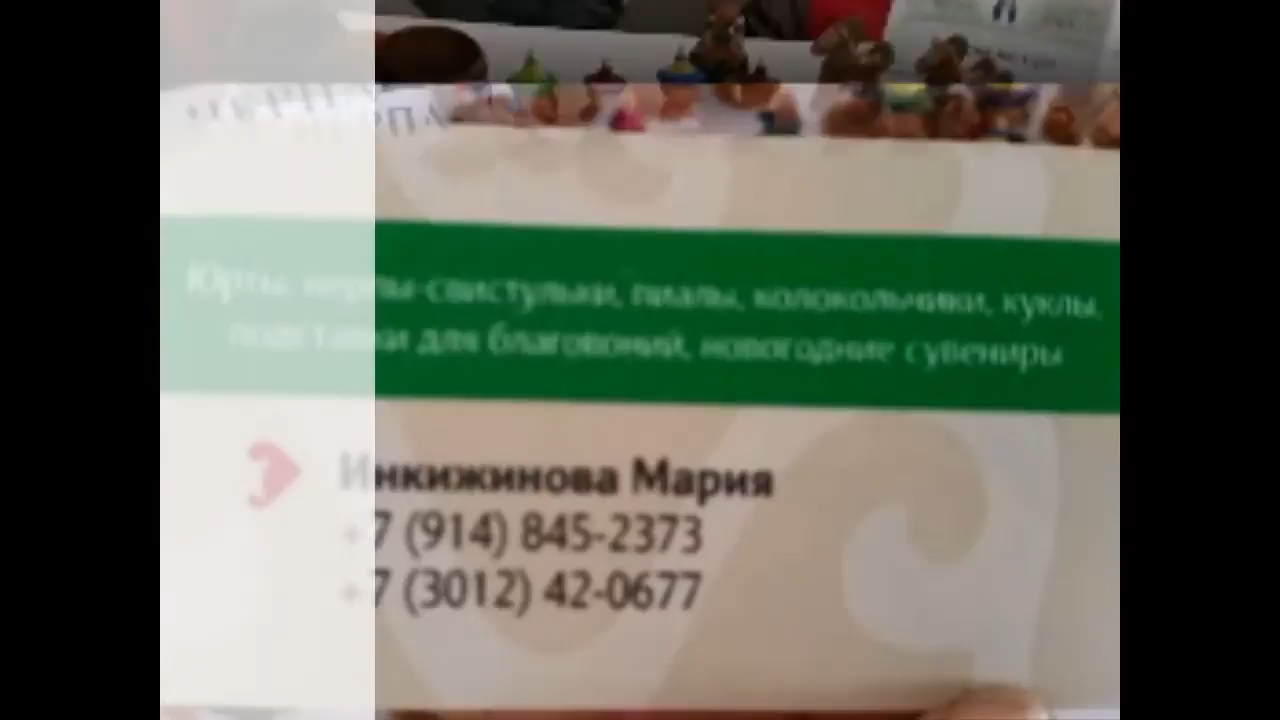 Юрты, нерпы-свистульки, пиалы, колокольчики, куклы,
подставки для благовоний, новогодние сувениры
Инкижинова Мария
+7 (914) 845-2373
+7 (3012) 42-0677